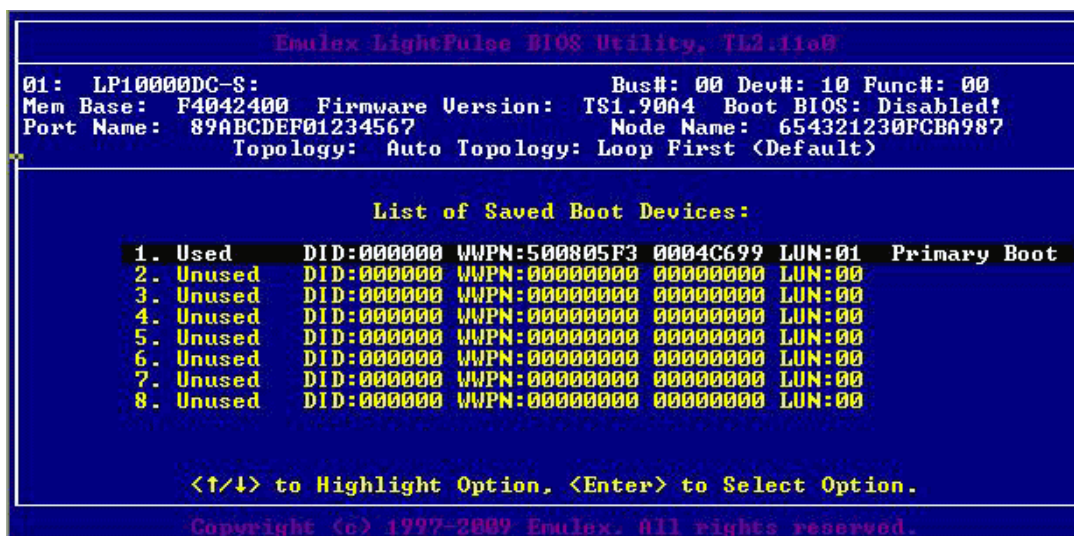 Emulex LightPulse BIOS Utility, TL2.11a0
01: LP10000DC-S: Bus#: 00 Dev#: 10 Func#: 00
Mem Base: F4042400 Firmware Version: TS1.90A4 Boot BIOS: Disabled!
Port Name: 89ABCDEF01234567 Node Name: 654321230FCBA987
Topology: Auto Topology: Loop First (Default)
List of Saved Boot Devices:
1. Used DID:000000 WWPN:500805F3 0004C699 LUN:01 Primary Boot
2. Unused DID:000000 WWPN:00000000 00000000 LUN:00
3. Unused DID:000000 WWPN:00000000 00000000 LUN:00
4. Unused DID:000000 WWPN:00000000 00000000 LUN:00
5. Unused DID:000000 WWPN:00000000 00000000 LUN:00
6. Unused DID:000000 WWPN:00000000 00000000 LUN:00
7. Unused DID:000000 WWPN:00000000 00000000 LUN:00
8. Unused DID:000000 WWPN:00000000 00000000 LUN:00
<↑/↓> to Highlight Option, <Enter> to Select Option.
Copyright (c) 1997-2009 Emulex. All rights reserved.